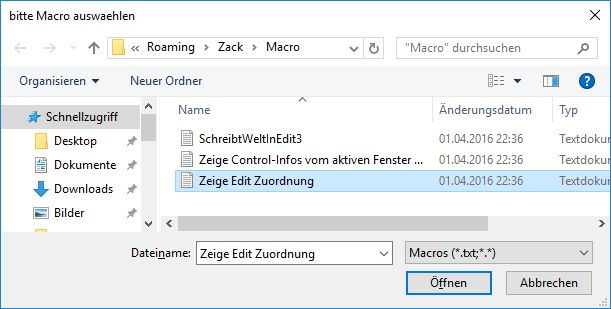 bitte Macro auswaehlen
« Roaming > Zack > Macro
"Macro" durchsuchen
Organisieren
Neuer Ordner
Name
Änderungsdatum
Typ
Schnellzugriff
Desktop
Dokumente
Downloads
Bilder
SchreibtWeltInEdit3 01.04.2016 22:36 Textdokum
Zeige Control-Infos vom aktiven Fenster ... 01.04.2016 22:36 Textdokum
Zeige Edit Zuordnung 01.04.2016 22:36 Textdokum
Dateiname: Zeige Edit Zuordnung
Macros (*.txt;*.*)
Öffnen
Abbrechen